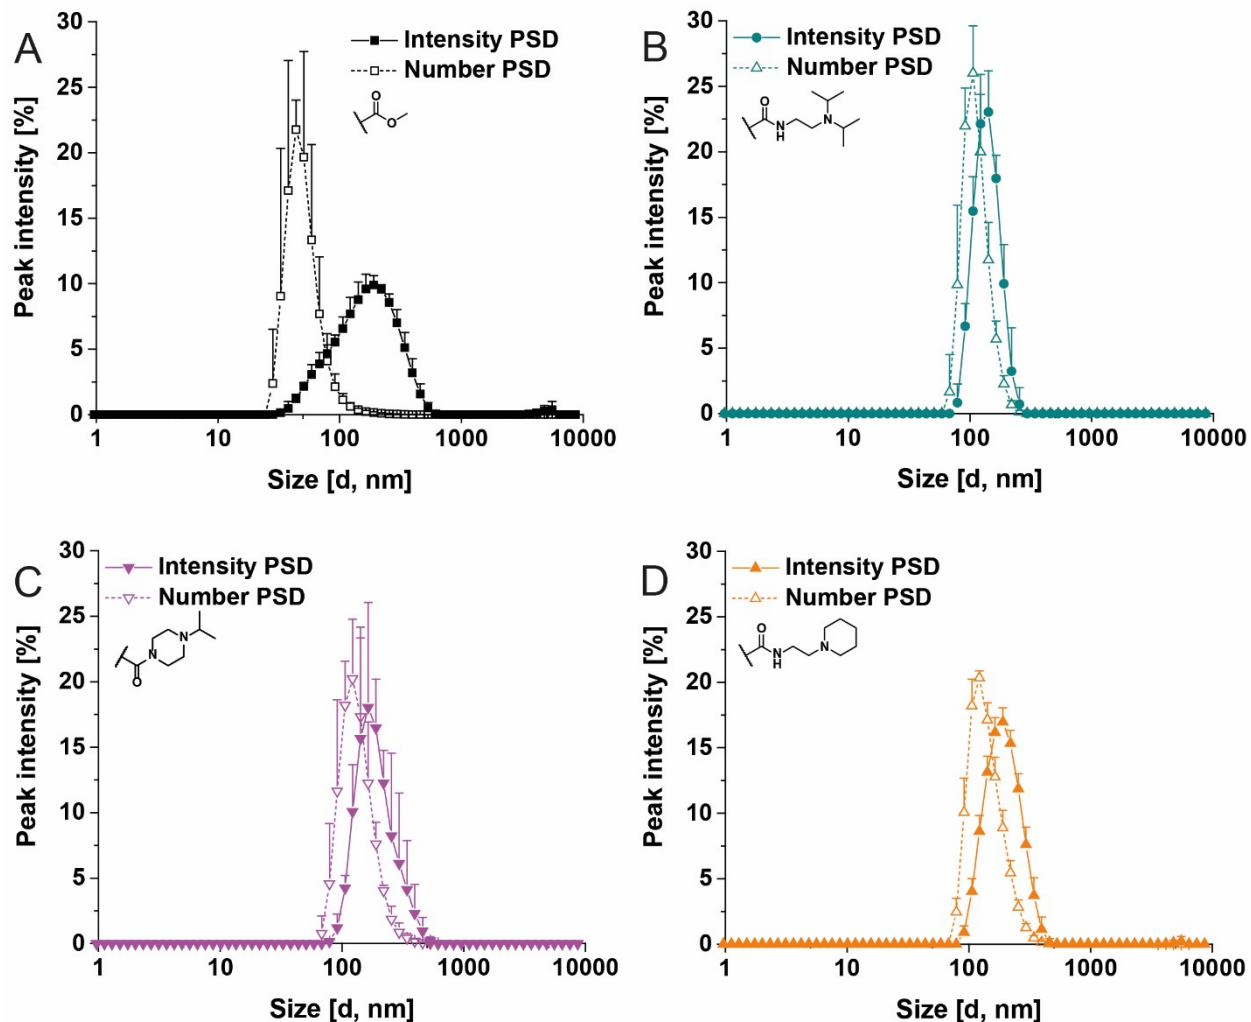 A
Intensity PSD
Number PSD
O
O
Peak intensity [%]
30
25
20
15
10
5
0
1
10
100
1000
10000
Size [d, nm]
B
Intensity PSD
Number PSD
O
N
H
N
Peak intensity [%]
30
25
20
15
10
5
0
1
10
100
1000
10000
Size [d, nm]
C
Intensity PSD
Number PSD
N
N
O
Peak intensity [%]
30
25
20
15
10
5
0
1
10
100
1000
10000
Size [d, nm]
D
Intensity PSD
Number PSD
O
N
H
N
Peak intensity [%]
30
25
20
15
10
5
0
1
10
100
1000
10000
Size [d, nm]